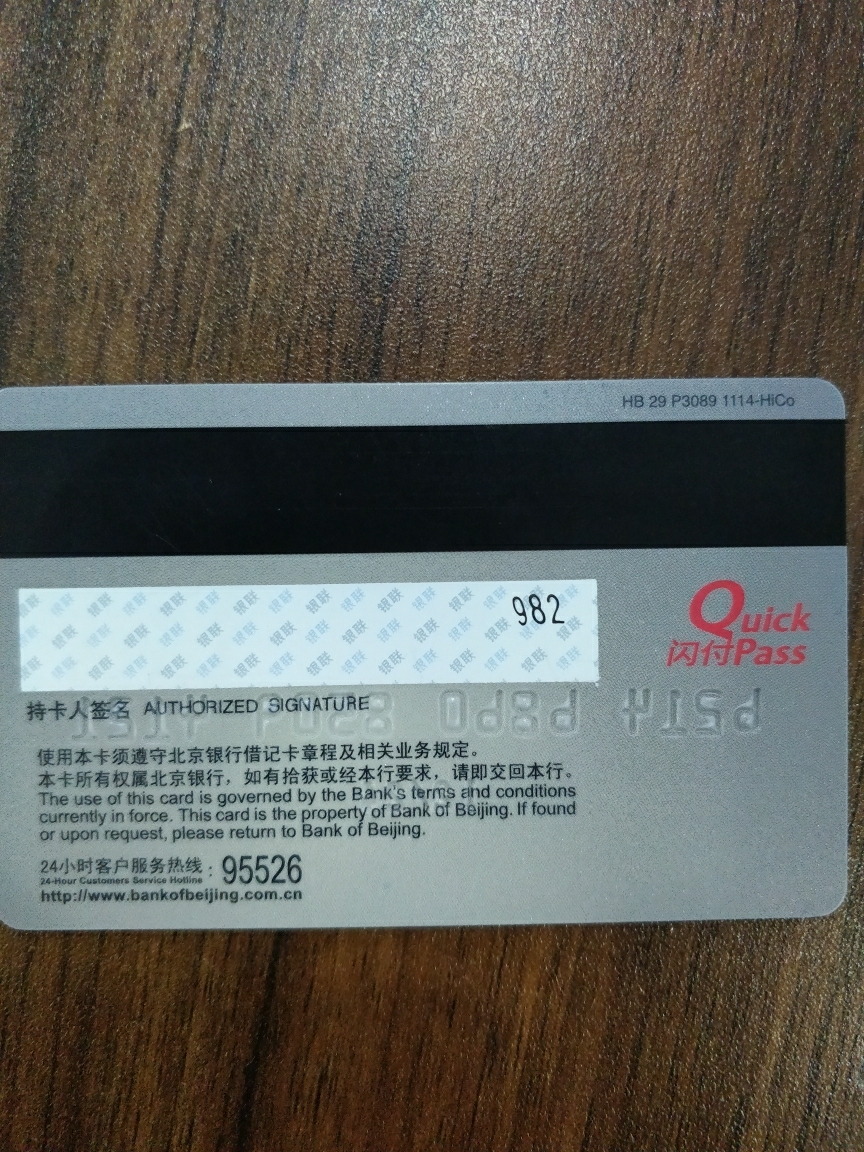 HB 29 P3089 1114-HiCo
982
Quick
闪付Pass
持卡人签名 AUTHORIZED SIGNATURE
使用本卡须遵守北京银行借记卡章程及相关业务规定。
本卡所有权属北京银行，如有拾获或经本行要求，请即交回本行。
The use of this card is governed by the Bank's terms and conditions
currently in force. This card is the property of Bank of Beijing. If found
or upon request, please return to Bank of Beijing.
24小时客户服务热线：95526
24-Hour Customers Service Hotline
http://www.bankofbeijing.com.cn